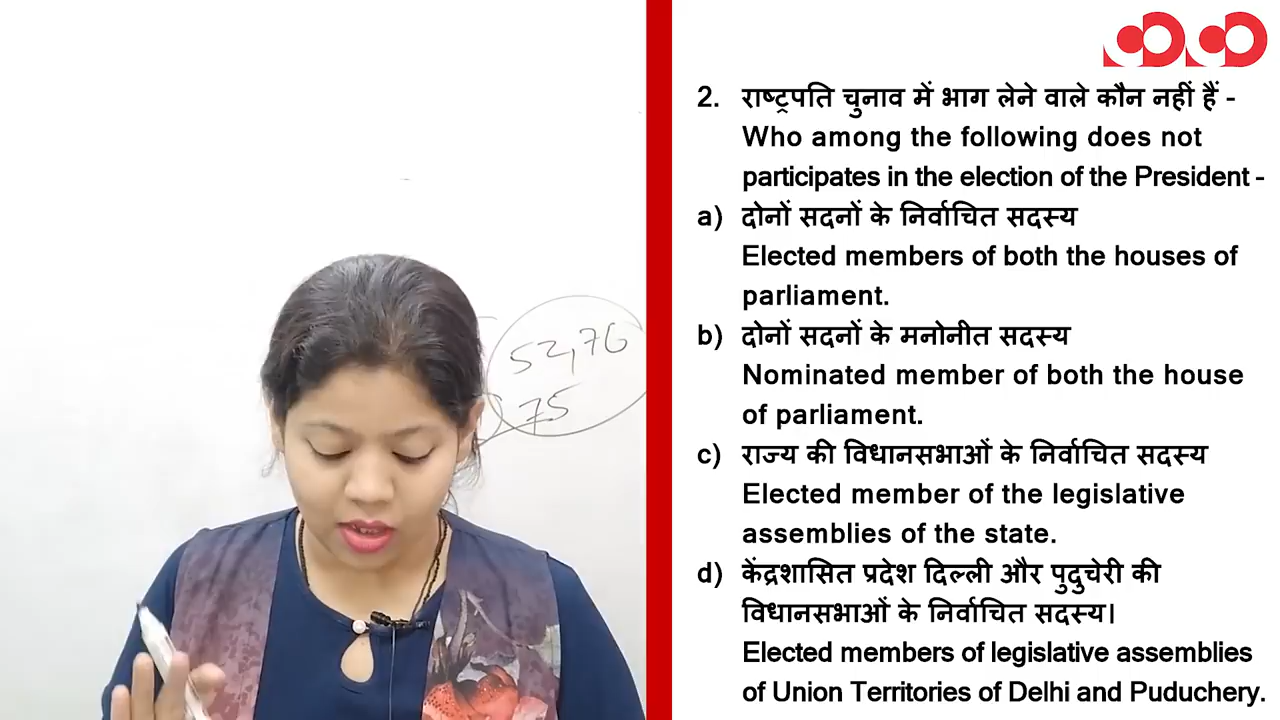 52,76
75
2. राष्ट्रपति चुनाव में भाग लेने वाले कौन नहीं हैं -
Who among the following does not
participates in the election of the President -
a) दोनों सदनों के निर्वाचित सदस्य
Elected members of both the houses of
parliament.
b) दोनों सदनों के मनोनीत सदस्य
Nominated member of both the house
of parliament.
c) राज्य की विधानसभाओं के निर्वाचित सदस्य
Elected member of the legislative
assemblies of the state.
d) केंद्रशासित प्रदेश दिल्ली और पुदुचेरी की
विधानसभाओं के निर्वाचित सदस्य।
Elected members of legislative assemblies
of Union Territories of Delhi and Puduchery.